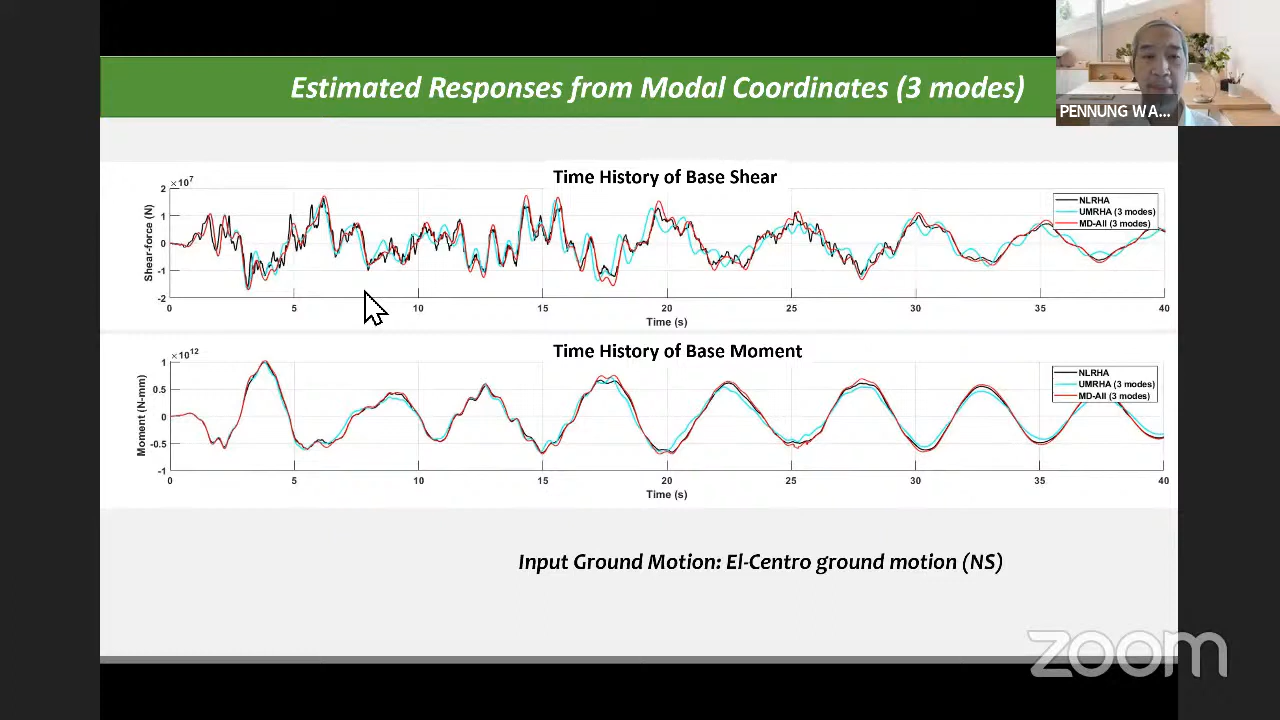 Estimated Responses from Modal Coordinates (3 modes)
PENNUNG WA...
Time History of Base Shear
×10⁷
2
1
0
-1
-2
Shear force (N)
NLRHA
UMRHA (3 modes)
MD-All (3 modes)
0 5 10 15 20 25 30 35 40
Time (s)
Time History of Base Moment
×10¹²
1
0.5
0
-0.5
-1
Moment (N-mm)
NLRHA
UMRHA (3 modes)
MD-All (3 modes)
0 5 10 15 20 25 30 35 40
Time (s)
Input Ground Motion: El-Centro ground motion (NS)
zoom